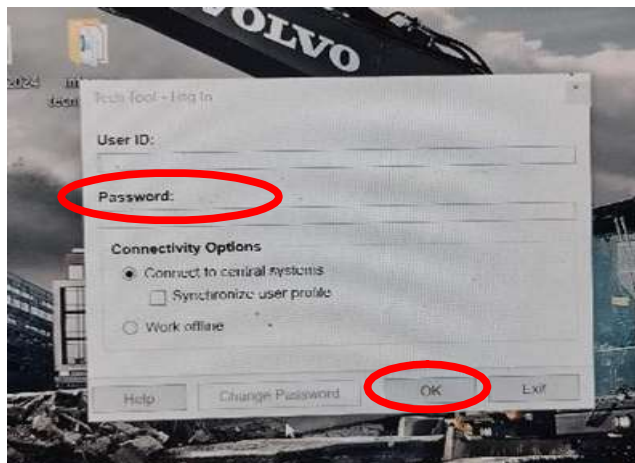 VOLVO
2024
Tech Tool - Log In
User ID:
Password:
Connectivity Options
Connect to central systems
Synchronize user profile
Work offline
Help Change Password OK Exit